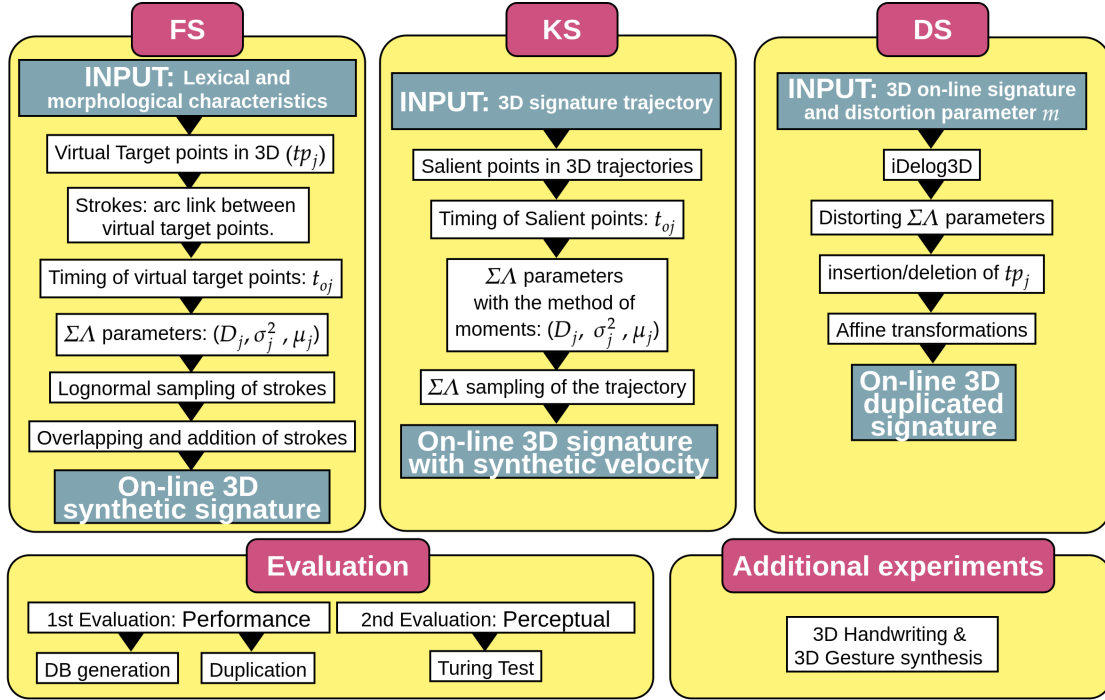 FS
INPUT: Lexical and
morphological characteristics
Virtual Target points in 3D (tp_j)
Strokes: arc link between
virtual target points.
Timing of virtual target points: t_oj
ΣΛ parameters: (D_j, σ_j^2 , μ_j)
Lognormal sampling of strokes
Overlapping and addition of strokes
On-line 3D
synthetic signature
KS
INPUT: 3D signature trajectory
Salient points in 3D trajectories
Timing of Salient points: t_oj
ΣΛ parameters
with the method of
moments: (D_j, σ_j^2 , μ_j)
ΣΛ sampling of the trajectory
On-line 3D signature
with synthetic velocity
DS
INPUT: 3D on-line signature
and distortion parameter m
iDelog3D
Distorting ΣΛ parameters
insertion/deletion of tp_j
Affine transformations
On-line 3D
duplicated
signature
Evaluation
1st Evaluation: Performance
DB generation
Duplication
2nd Evaluation: Perceptual
Turing Test
Additional experiments
3D Handwriting &
3D Gesture synthesis